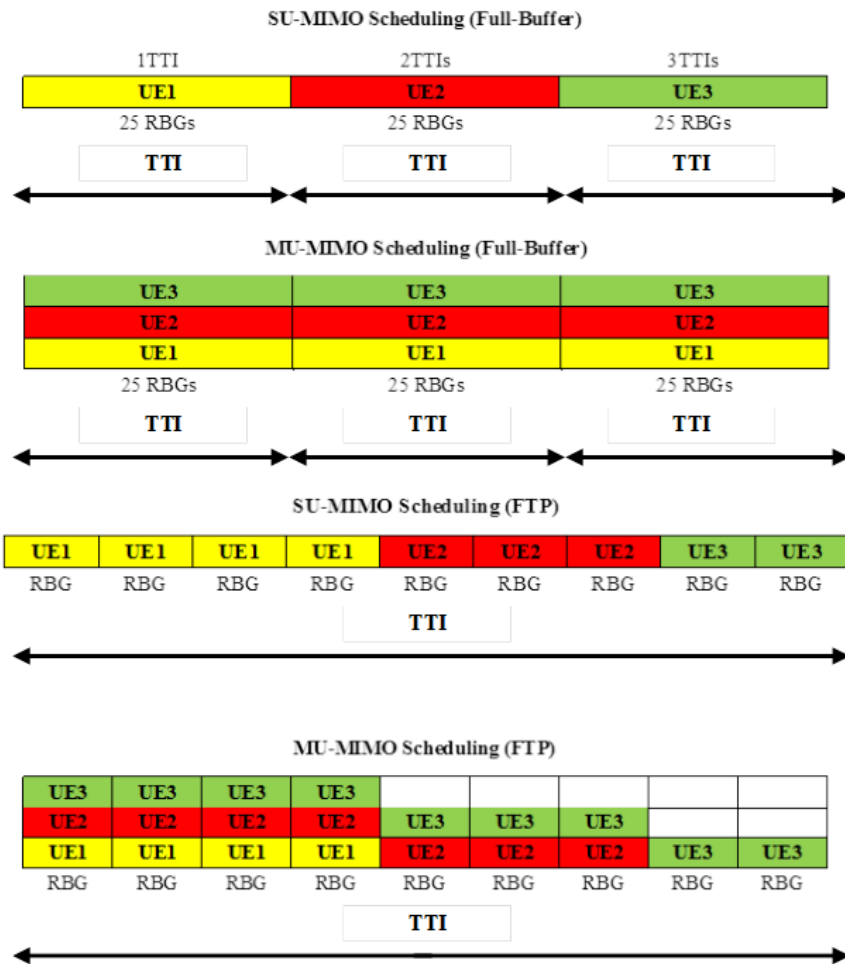 SU-MIMO Scheduling (Full-Buffer)
1TTI 2TTIs 3TTIs
UE1 UE2 UE3
25 RBGs 25 RBGs 25 RBGs
TTI TTI TTI
MU-MIMO Scheduling (Full-Buffer)
UE3 UE3 UE3
UE2 UE2 UE2
UE1 UE1 UE1
25 RBGs 25 RBGs 25 RBGs
TTI TTI TTI
SU-MIMO Scheduling (FTP)
UE1 UE1 UE1 UE1 UE2 UE2 UE2 UE3 UE3
RBG RBG RBG RBG RBG RBG RBG RBG RBG
TTI
MU-MIMO Scheduling (FTP)
UE3 UE3 UE3 UE3
UE2 UE2 UE2 UE2 UE3 UE3 UE3
UE1 UE1 UE1 UE1 UE2 UE2 UE2 UE3 UE3
RBG RBG RBG RBG RBG RBG RBG RBG RBG
TTI